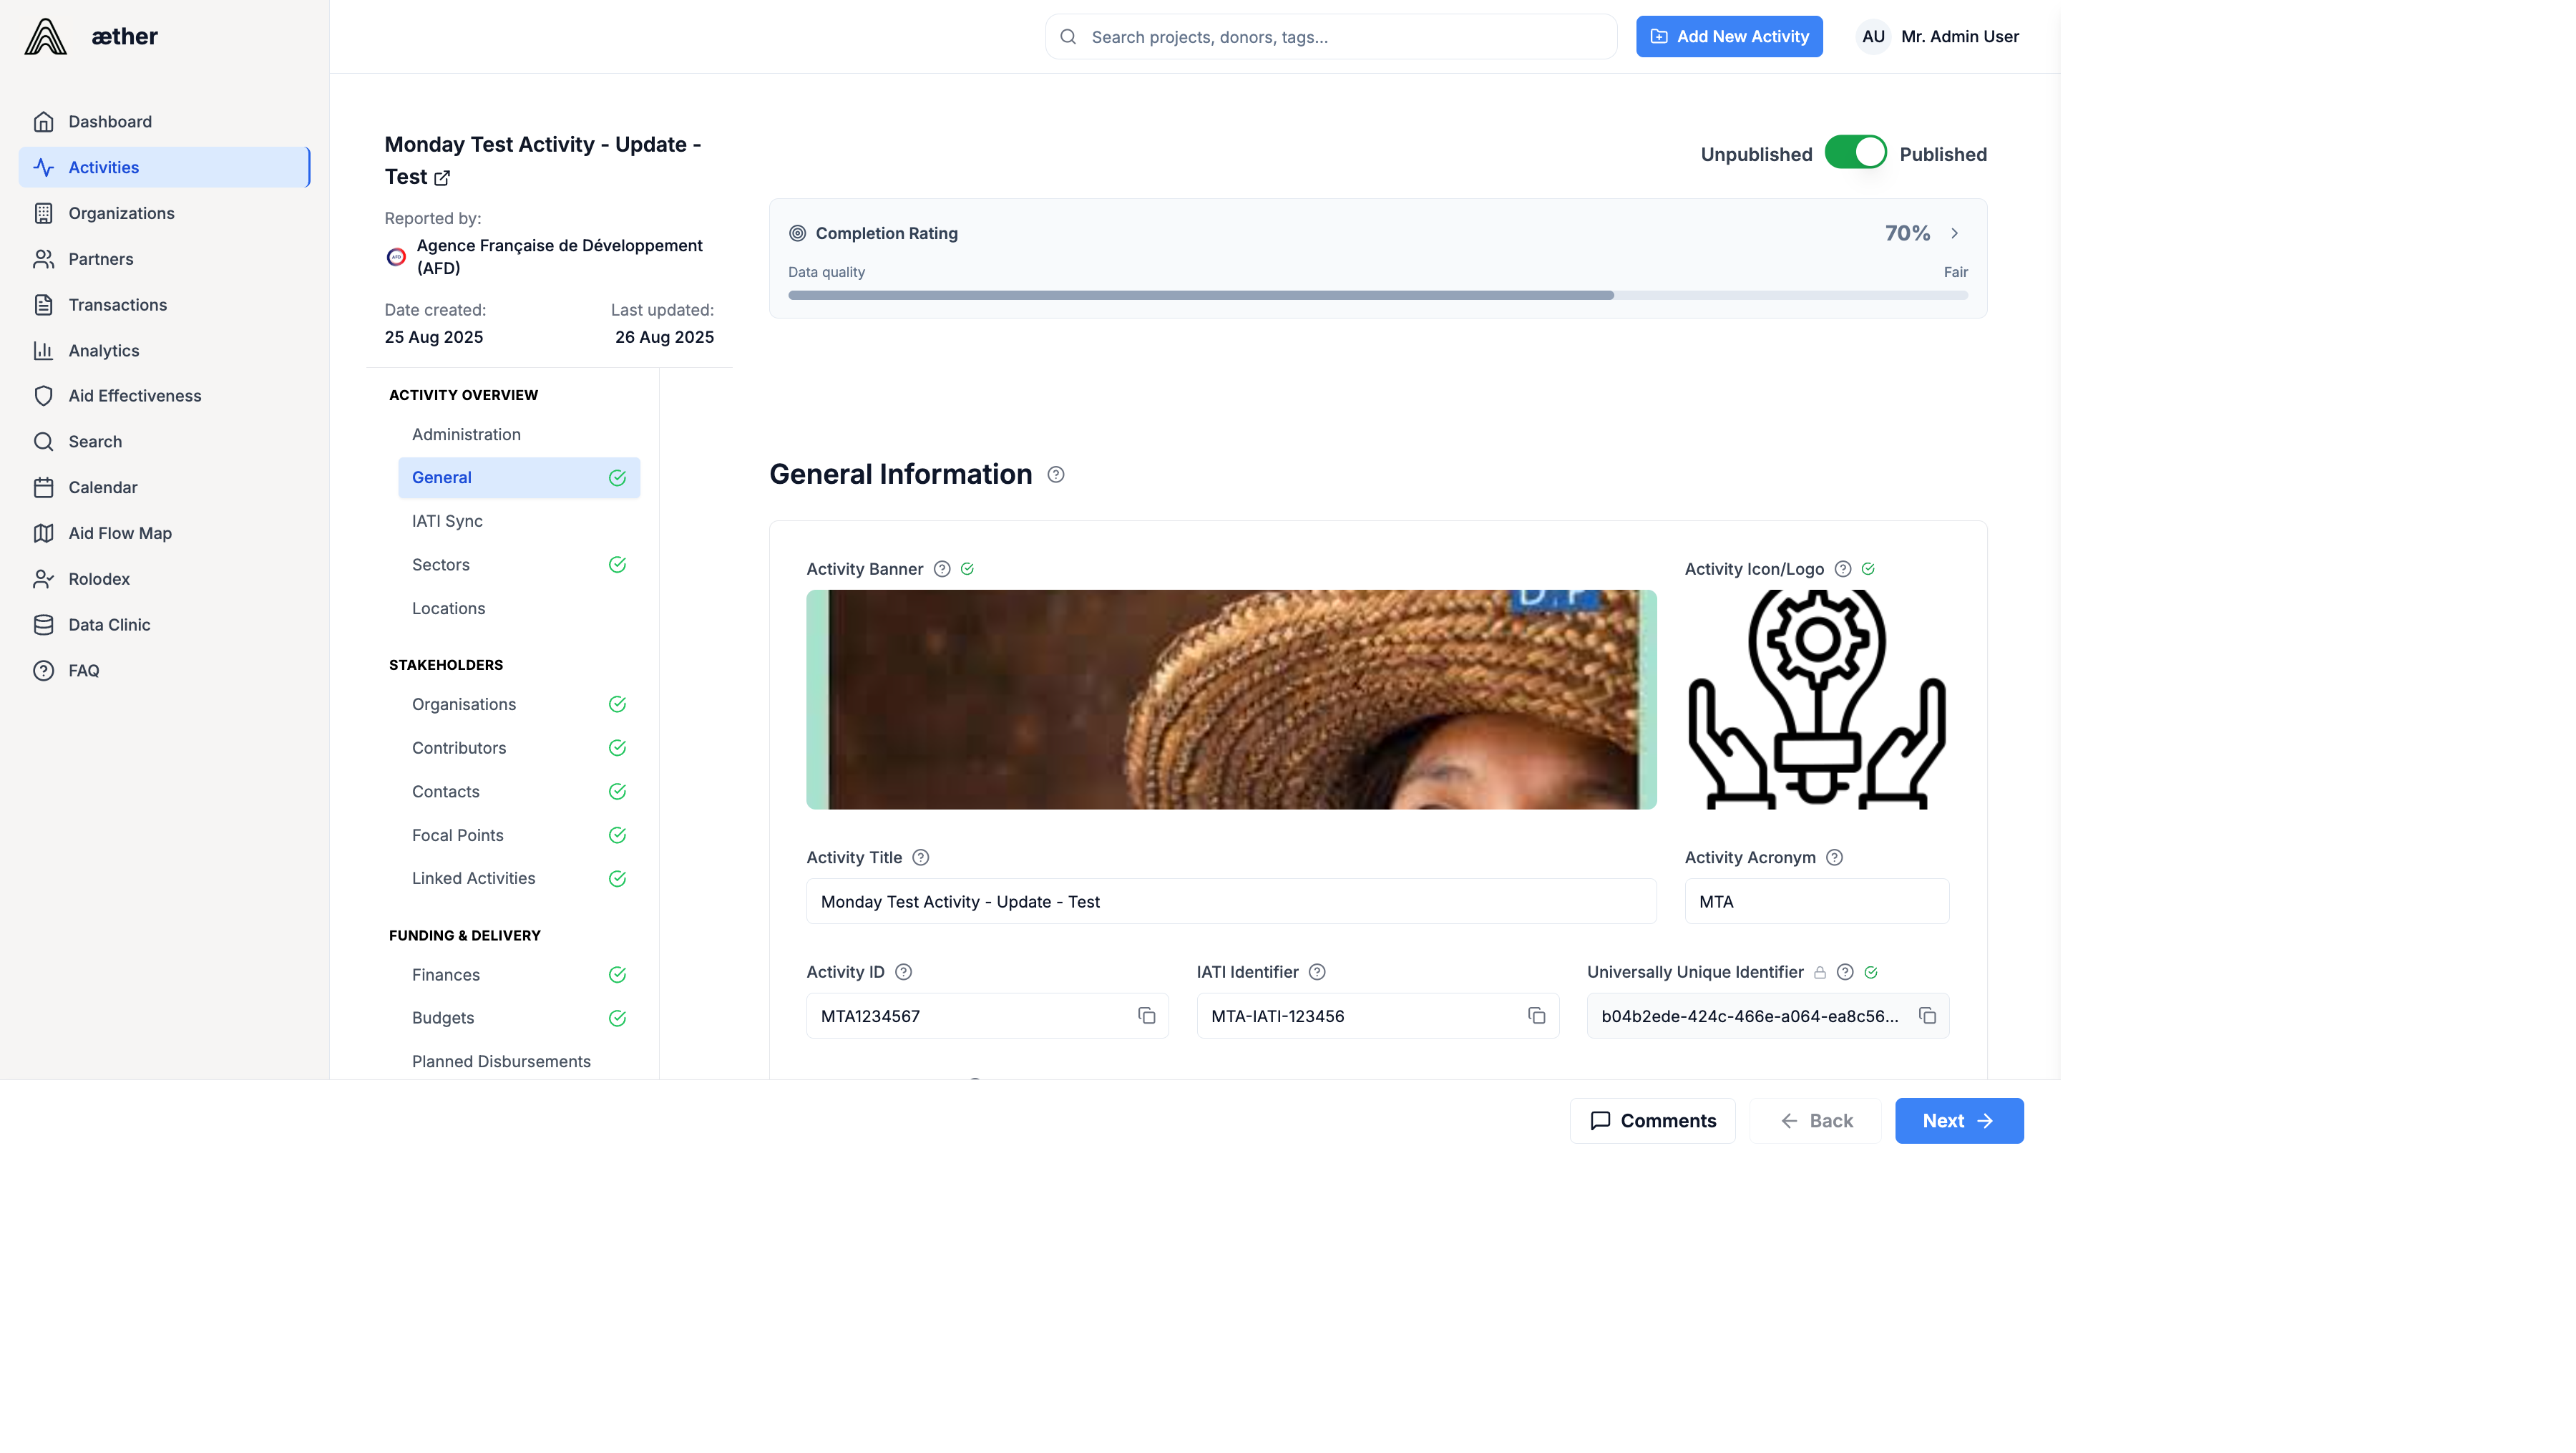 æther
Search projects, donors, tags...
Add New Activity
AU
Mr. Admin User
Dashboard
Activities
Organizations
Partners
Transactions
Analytics
Aid Effectiveness
Search
Calendar
Aid Flow Map
Rolodex
Data Clinic
FAQ
Monday Test Activity - Update -
Test
Reported by:
AFD
Agence Française de Développement
(AFD)
Date created:
Last updated:
25 Aug 2025
26 Aug 2025
Unpublished
Published
Completion Rating
70%
Data quality
Fair
ACTIVITY OVERVIEW
Administration
General
IATI Sync
Sectors
Locations
STAKEHOLDERS
Organisations
Contributors
Contacts
Focal Points
Linked Activities
FUNDING & DELIVERY
Finances
Budgets
Planned Disbursements
General Information
Activity Banner
Activity Icon/Logo
Activity Title
Activity Acronym
Monday Test Activity - Update - Test
MTA
Activity ID
IATI Identifier
Universally Unique Identifier
MTA1234567
MTA-IATI-123456
b04b2ede-424c-466e-a064-ea8c56...
Comments
Back
Next